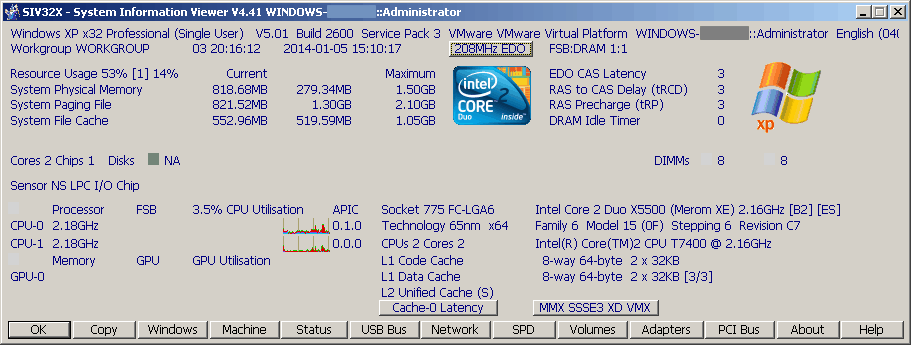 SIV32X - System Information Viewer V4.41 WINDOWS- ::Administrator
Windows XP x32 Professional (Single User) V5.01 Build 2600 Service Pack 3 VMware VMware Virtual Platform WINDOWS- ::Administrator English (040
Workgroup WORKGROUP 03 20:16:12 2014-01-05 15:10:17 208MHz EDO FSB:DRAM 1:1
Resource Usage 53% [1] 14% Current Maximum intel CORE 2 Duo inside™ EDO CAS Latency 3 xp
System Physical Memory 818.68MB 279.34MB 1.50GB RAS to CAS Delay (tRCD) 3
System Paging File 821.52MB 1.30GB 2.10GB RAS Precharge (tRP) 3
System File Cache 552.96MB 519.59MB 1.05GB DRAM Idle Timer 0
Cores 2 Chips 1 Disks NA DIMMs 8 8
Sensor NS LPC I/O Chip
Processor FSB 3.5% CPU Utilisation APIC Socket 775 FC-LGA6 Intel Core 2 Duo X5500 (Merom XE) 2.16GHz [B2] [ES]
CPU-0 2.18GHz 0.1.0 Technology 65nm x64 Family 6 Model 15 (0F) Stepping 6 Revision C7
CPU-1 2.18GHz 0.0.0 CPUs 2 Cores 2 Intel(R) Core(TM)2 CPU T7400 @ 2.16GHz
Memory GPU GPU Utilisation L1 Code Cache 8-way 64-byte 2 x 32KB
GPU-0 L1 Data Cache 8-way 64-byte 2 x 32KB [3/3]
L2 Unified Cache (S)
Cache-0 Latency MMX SSSE3 XD VMX
OK Copy Windows Machine Status USB Bus Network SPD Volumes Adapters PCI Bus About Help